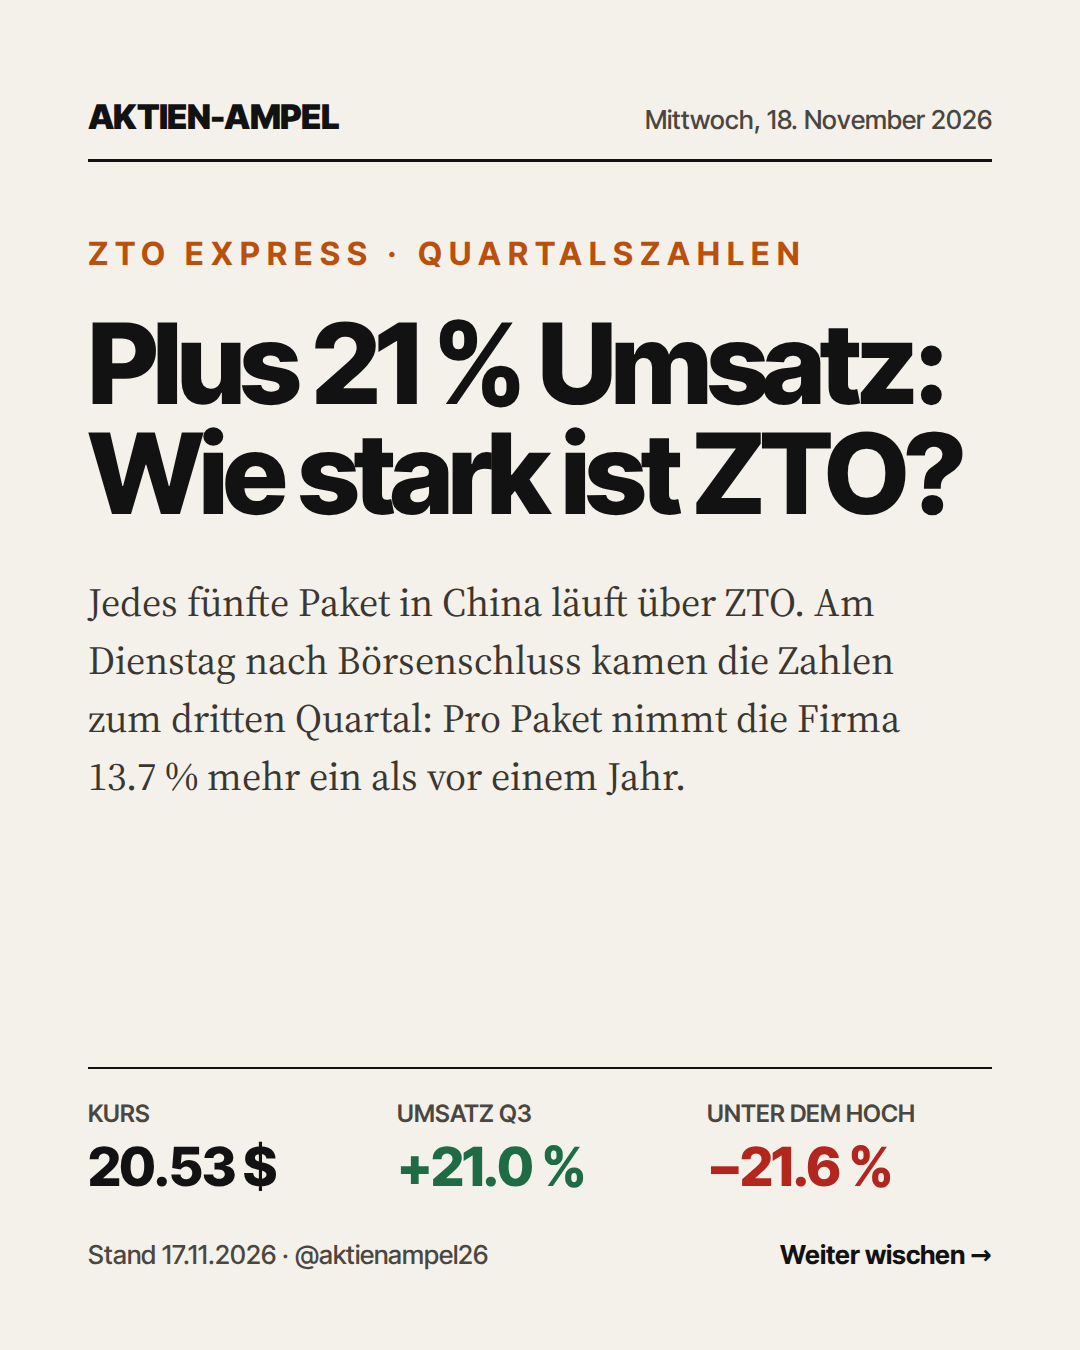 AKTIEN-AMPEL
Mittwoch, 18. November 2026
ZTO EXPRESS · QUARTALSZAHLEN
Plus 21 % Umsatz:
Wie stark ist ZTO?
Jedes fünfte Paket in China läuft über ZTO. Am
Dienstag nach Börsenschluss kamen die Zahlen
zum dritten Quartal: Pro Paket nimmt die Firma
13.7 % mehr ein als vor einem Jahr.
KURS
20.53 $
UMSATZ Q3
+21.0 %
UNTER DEM HOCH
−21.6 %
Stand 17.11.2026 · @aktienampel26
Weiter wischen →